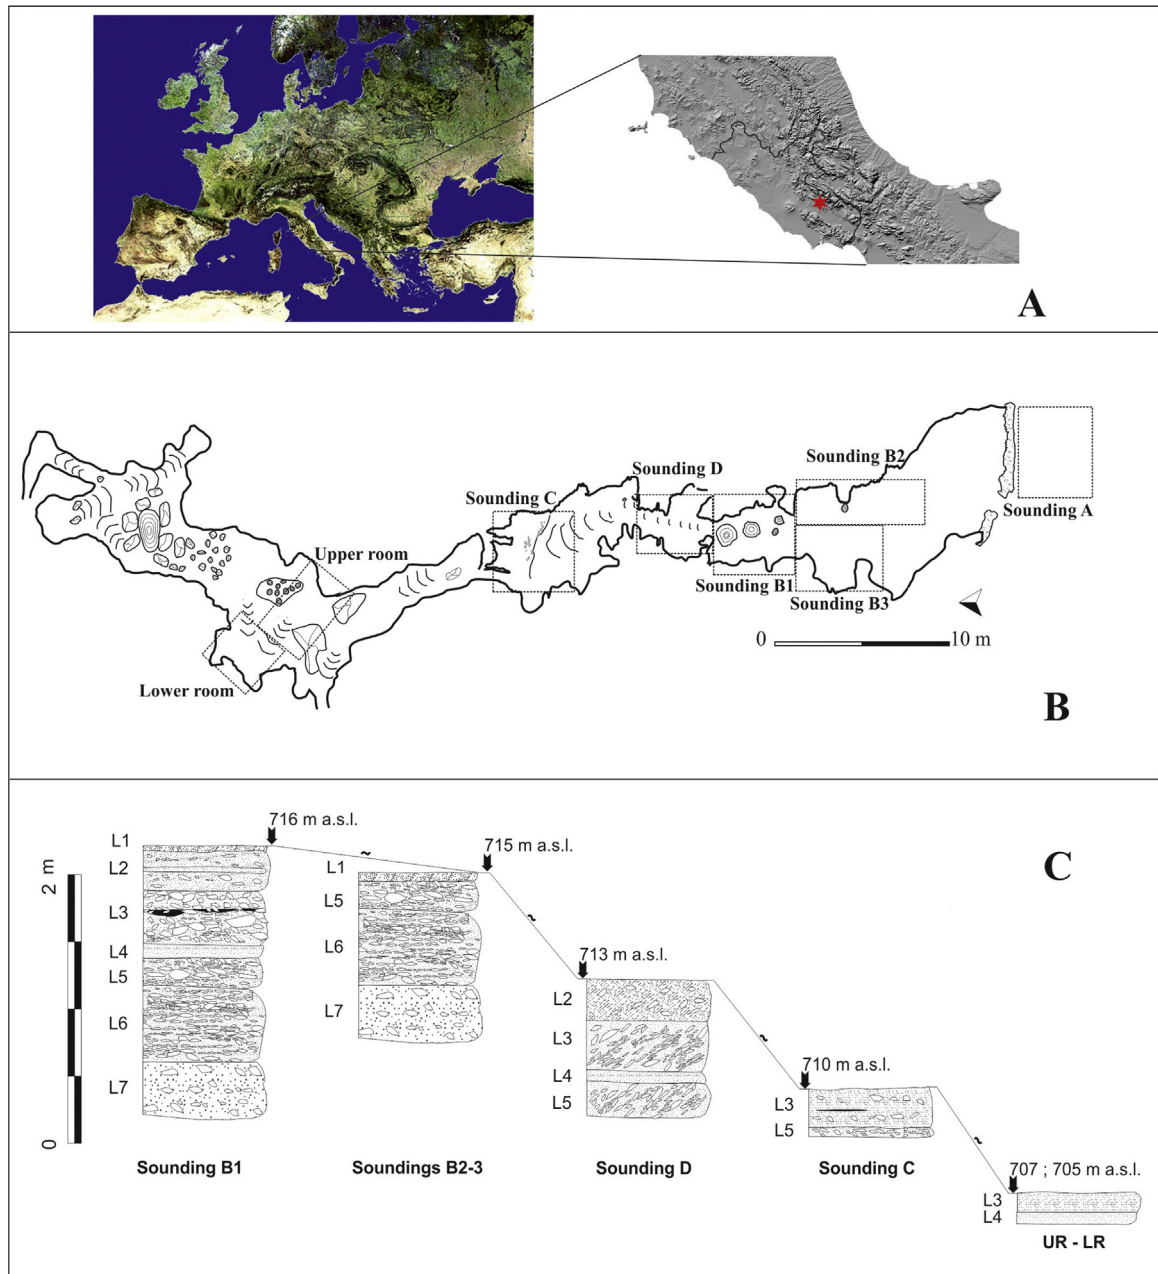 A
Sounding B2
Sounding D
Sounding C
Sounding A
Upper room
Sounding B1
Sounding B3
0 10 m
Lower room
B
716 m a.s.l.
715 m a.s.l.
C
L1
L2
L3
L4
L5
L6
L7
2 m
0
L1
L5
L6
L7
713 m a.s.l.
L2
L3
L4
L5
710 m a.s.l.
L3
L5
707 ; 705 m a.s.l.
L3
L4
Sounding B1
Soundings B2-3
Sounding D
Sounding C
UR - LR